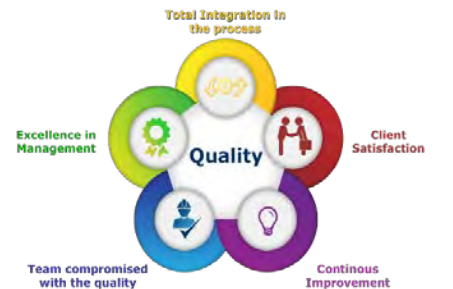 Total Integration in
the process
Excellence in
Management
Quality
Client
Satisfaction
Team compromised
with the quality
Continous
Improvement